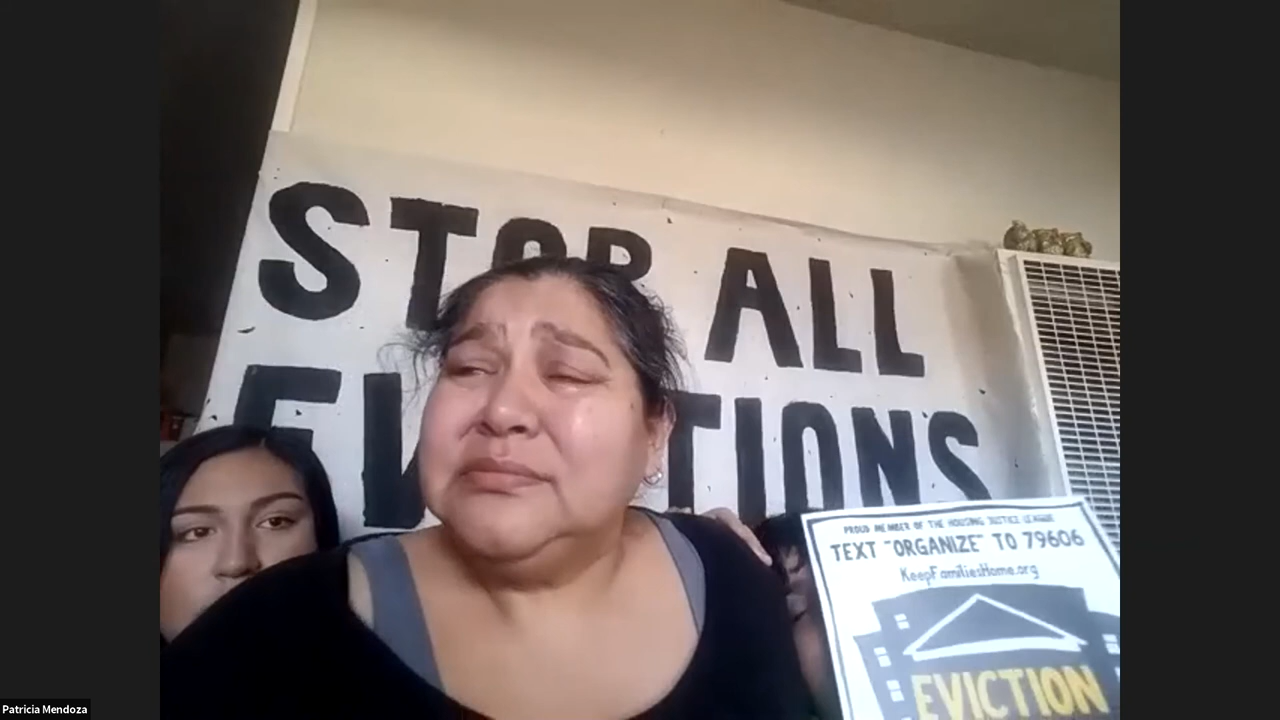 STOP ALL
EVICTIONS
PROUD MEMBER OF THE HOUSING JUSTICE LEAGUE
TEXT "ORGANIZE" TO 79606
KeepFamiliesHome.org
EVICTION
Patricia Mendoza